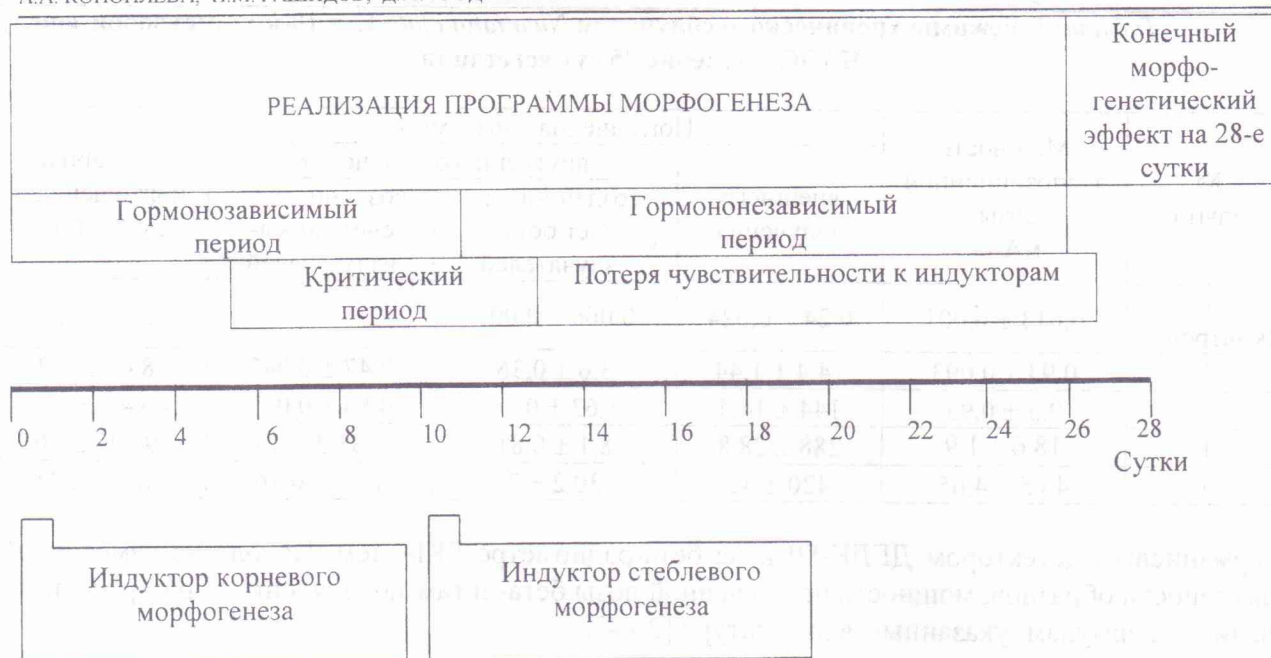 РЕАЛИЗАЦИЯ ПРОГРАММЫ МОРФОГЕНЕЗА
Конечный
морфо-
генетический
эффект на 28-е
сутки
Гормонозависимый
период
Гормононезависимый
период
Критический
период
Потеря чувствительности к индукторам
0 2 4 6 8 10 12 14 16 18 20 22 24 26 28
Сутки
Индуктор корневого
морфогенеза
Индуктор стеблевого
морфогенеза